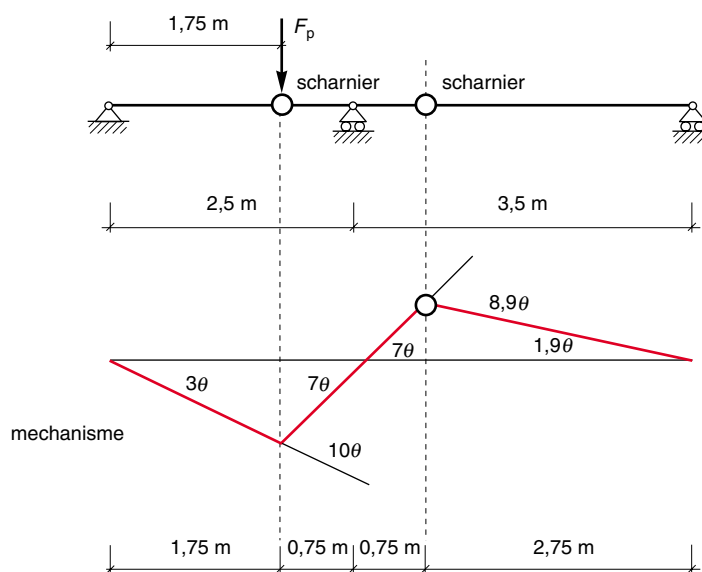 1,75 m
Fp
scharnier
scharnier
2,5 m
3,5 m
8,9θ
7θ
1,9θ
3θ
7θ
mechanisme
10θ
1,75 m
0,75 m
0,75 m
2,75 m